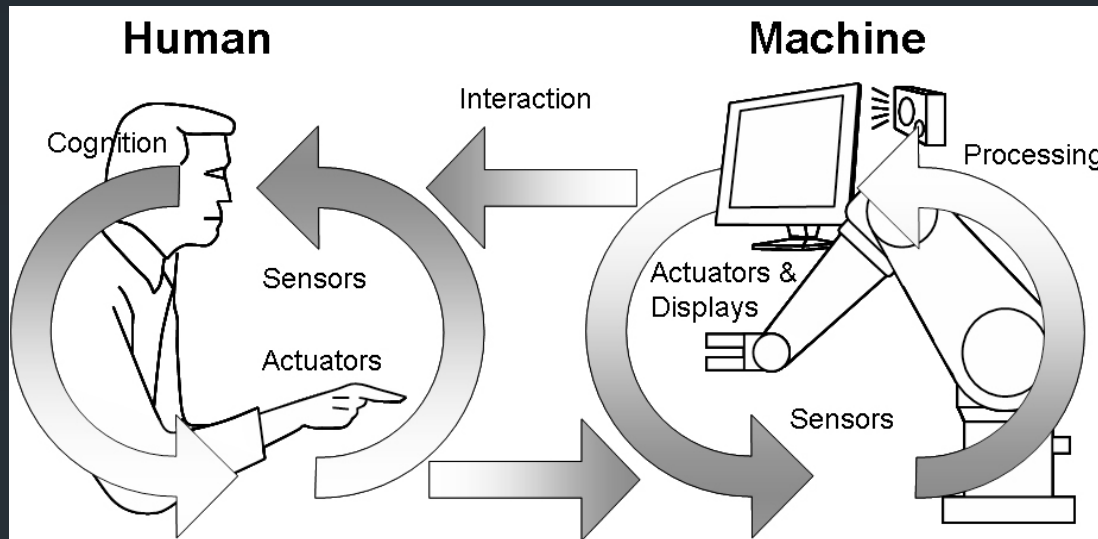 Human
Machine
Interaction
Cognition
Processing
Sensors
Actuators &
Displays
Actuators
Sensors